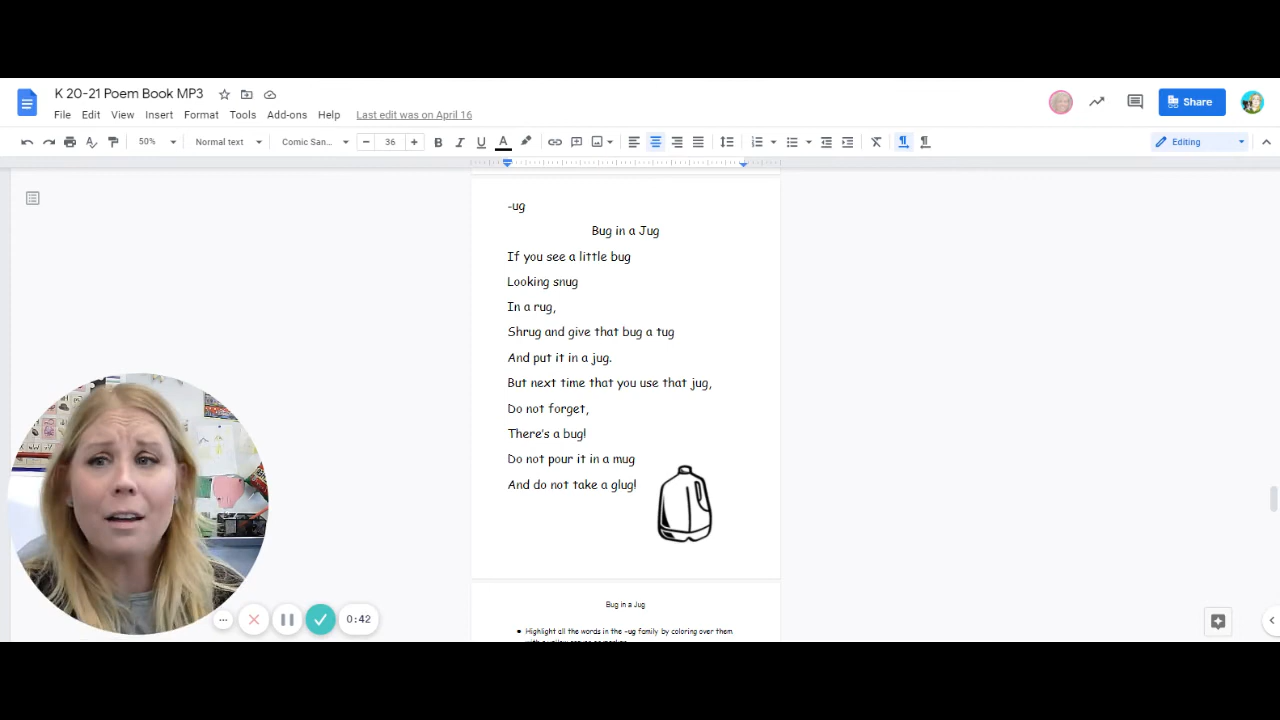 K 20-21 Poem Book MP3
File Edit View Insert Format Tools Add-ons Help Last edit was on April 16
Share
50% Normal text Comic San... 36 Editing
-ug
Bug in a Jug
If you see a little bug
Looking snug
In a rug,
Shrug and give that bug a tug
And put it in a jug.
But next time that you use that jug,
Do not forget,
There's a bug!
Do not pour it in a mug
And do not take a glug!
0:42
Bug in a Jug
Highlight all the words in the -ug family by coloring over them